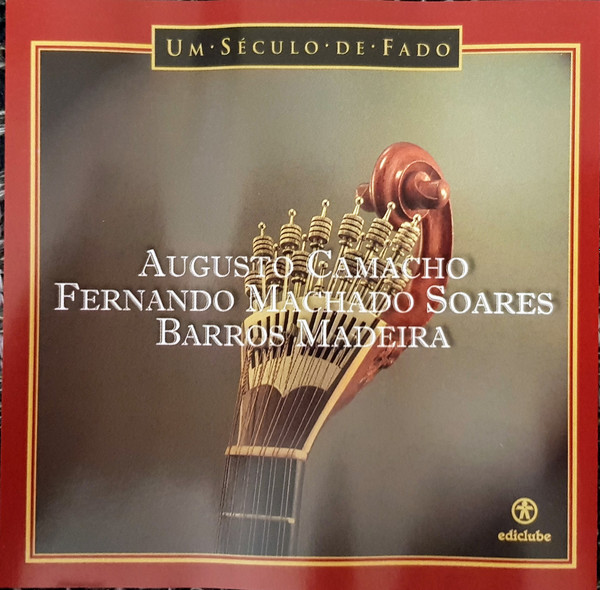 UM · SÉCULO · DE · FADO
AUGUSTO CAMACHO
FERNANDO MACHADO SOARES
BARROS MADEIRA
ediclube